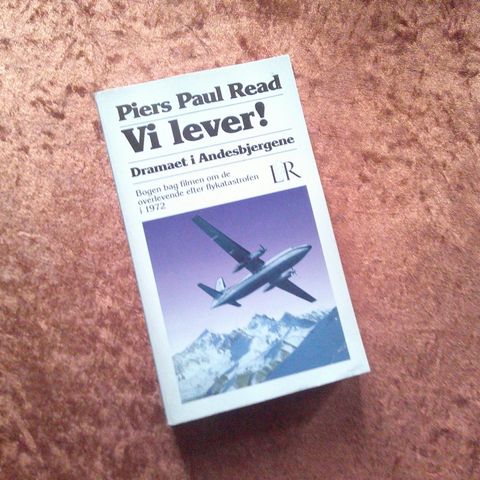 Piers Paul Read
Vi lever!
Dramaet i Andesbjergene
Bogen bag filmen om de
overlevende efter flykatastrofen
i 1972
LR